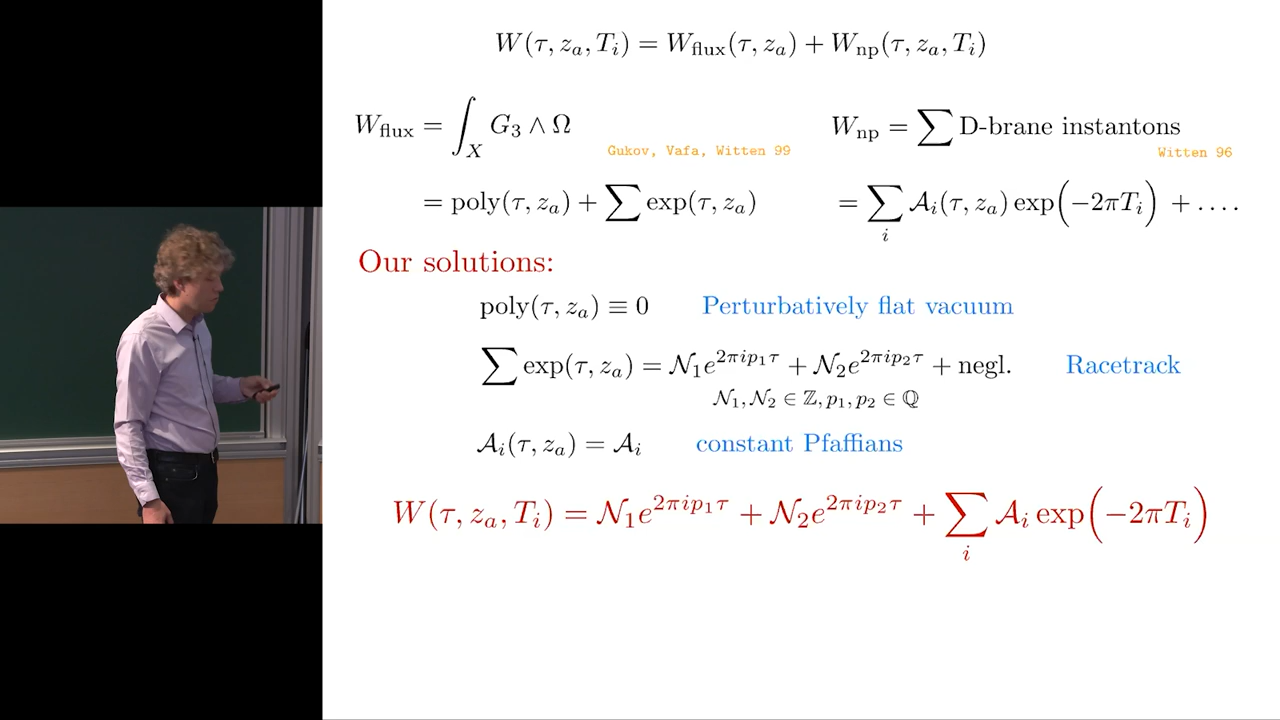 W(τ, z_a, T_i) = W_flux(τ, z_a) + W_np(τ, z_a, T_i)
W_flux = ∫_X G_3 ∧ Ω
Gukov, Vafa, Witten 99
= poly(τ, z_a) + ∑ exp(τ, z_a)
W_np = ∑ D-brane instantons
Witten 96
= ∑_i 𝒜_i(τ, z_a) exp(−2πT_i) + ....
Our solutions:
poly(τ, z_a) ≡ 0 Perturbatively flat vacuum
∑ exp(τ, z_a) = 𝒩_1 e^{2πip_1τ} + 𝒩_2 e^{2πip_2τ} + negl. Racetrack
𝒩_1, 𝒩_2 ∈ ℤ, p_1, p_2 ∈ ℚ
𝒜_i(τ, z_a) = 𝒜_i constant Pfaffians
W(τ, z_a, T_i) = 𝒩_1 e^{2πip_1τ} + 𝒩_2 e^{2πip_2τ} + ∑_i 𝒜_i exp(−2πT_i)